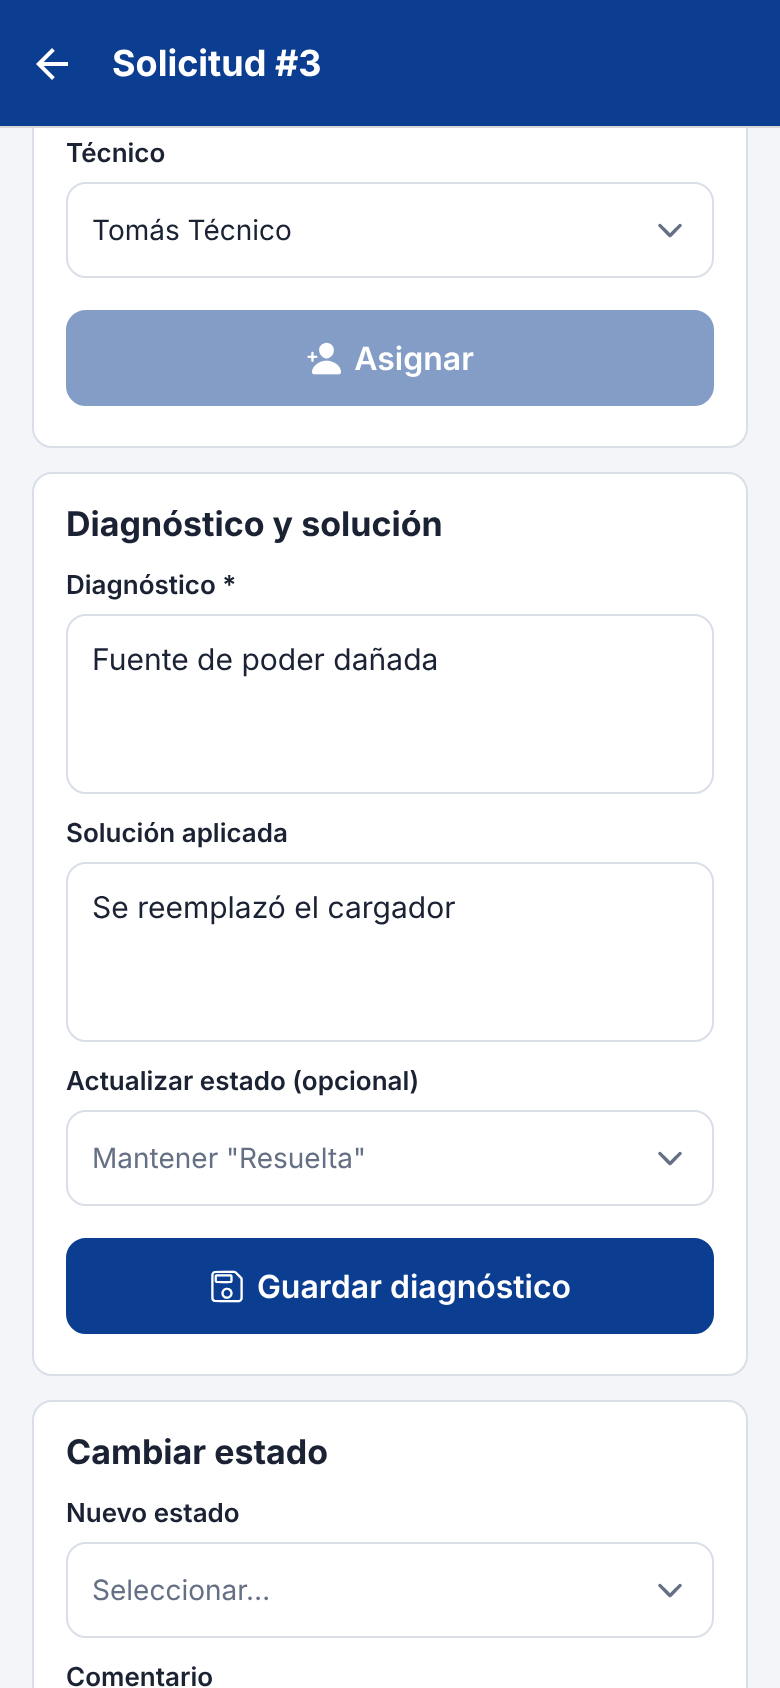 Solicitud #3
Técnico
Tomás Técnico
Asignar
Diagnóstico y solución
Diagnóstico *
Fuente de poder dañada
Solución aplicada
Se reemplazó el cargador
Actualizar estado (opcional)
Mantener "Resuelta"
Guardar diagnóstico
Cambiar estado
Nuevo estado
Seleccionar...
Comentario